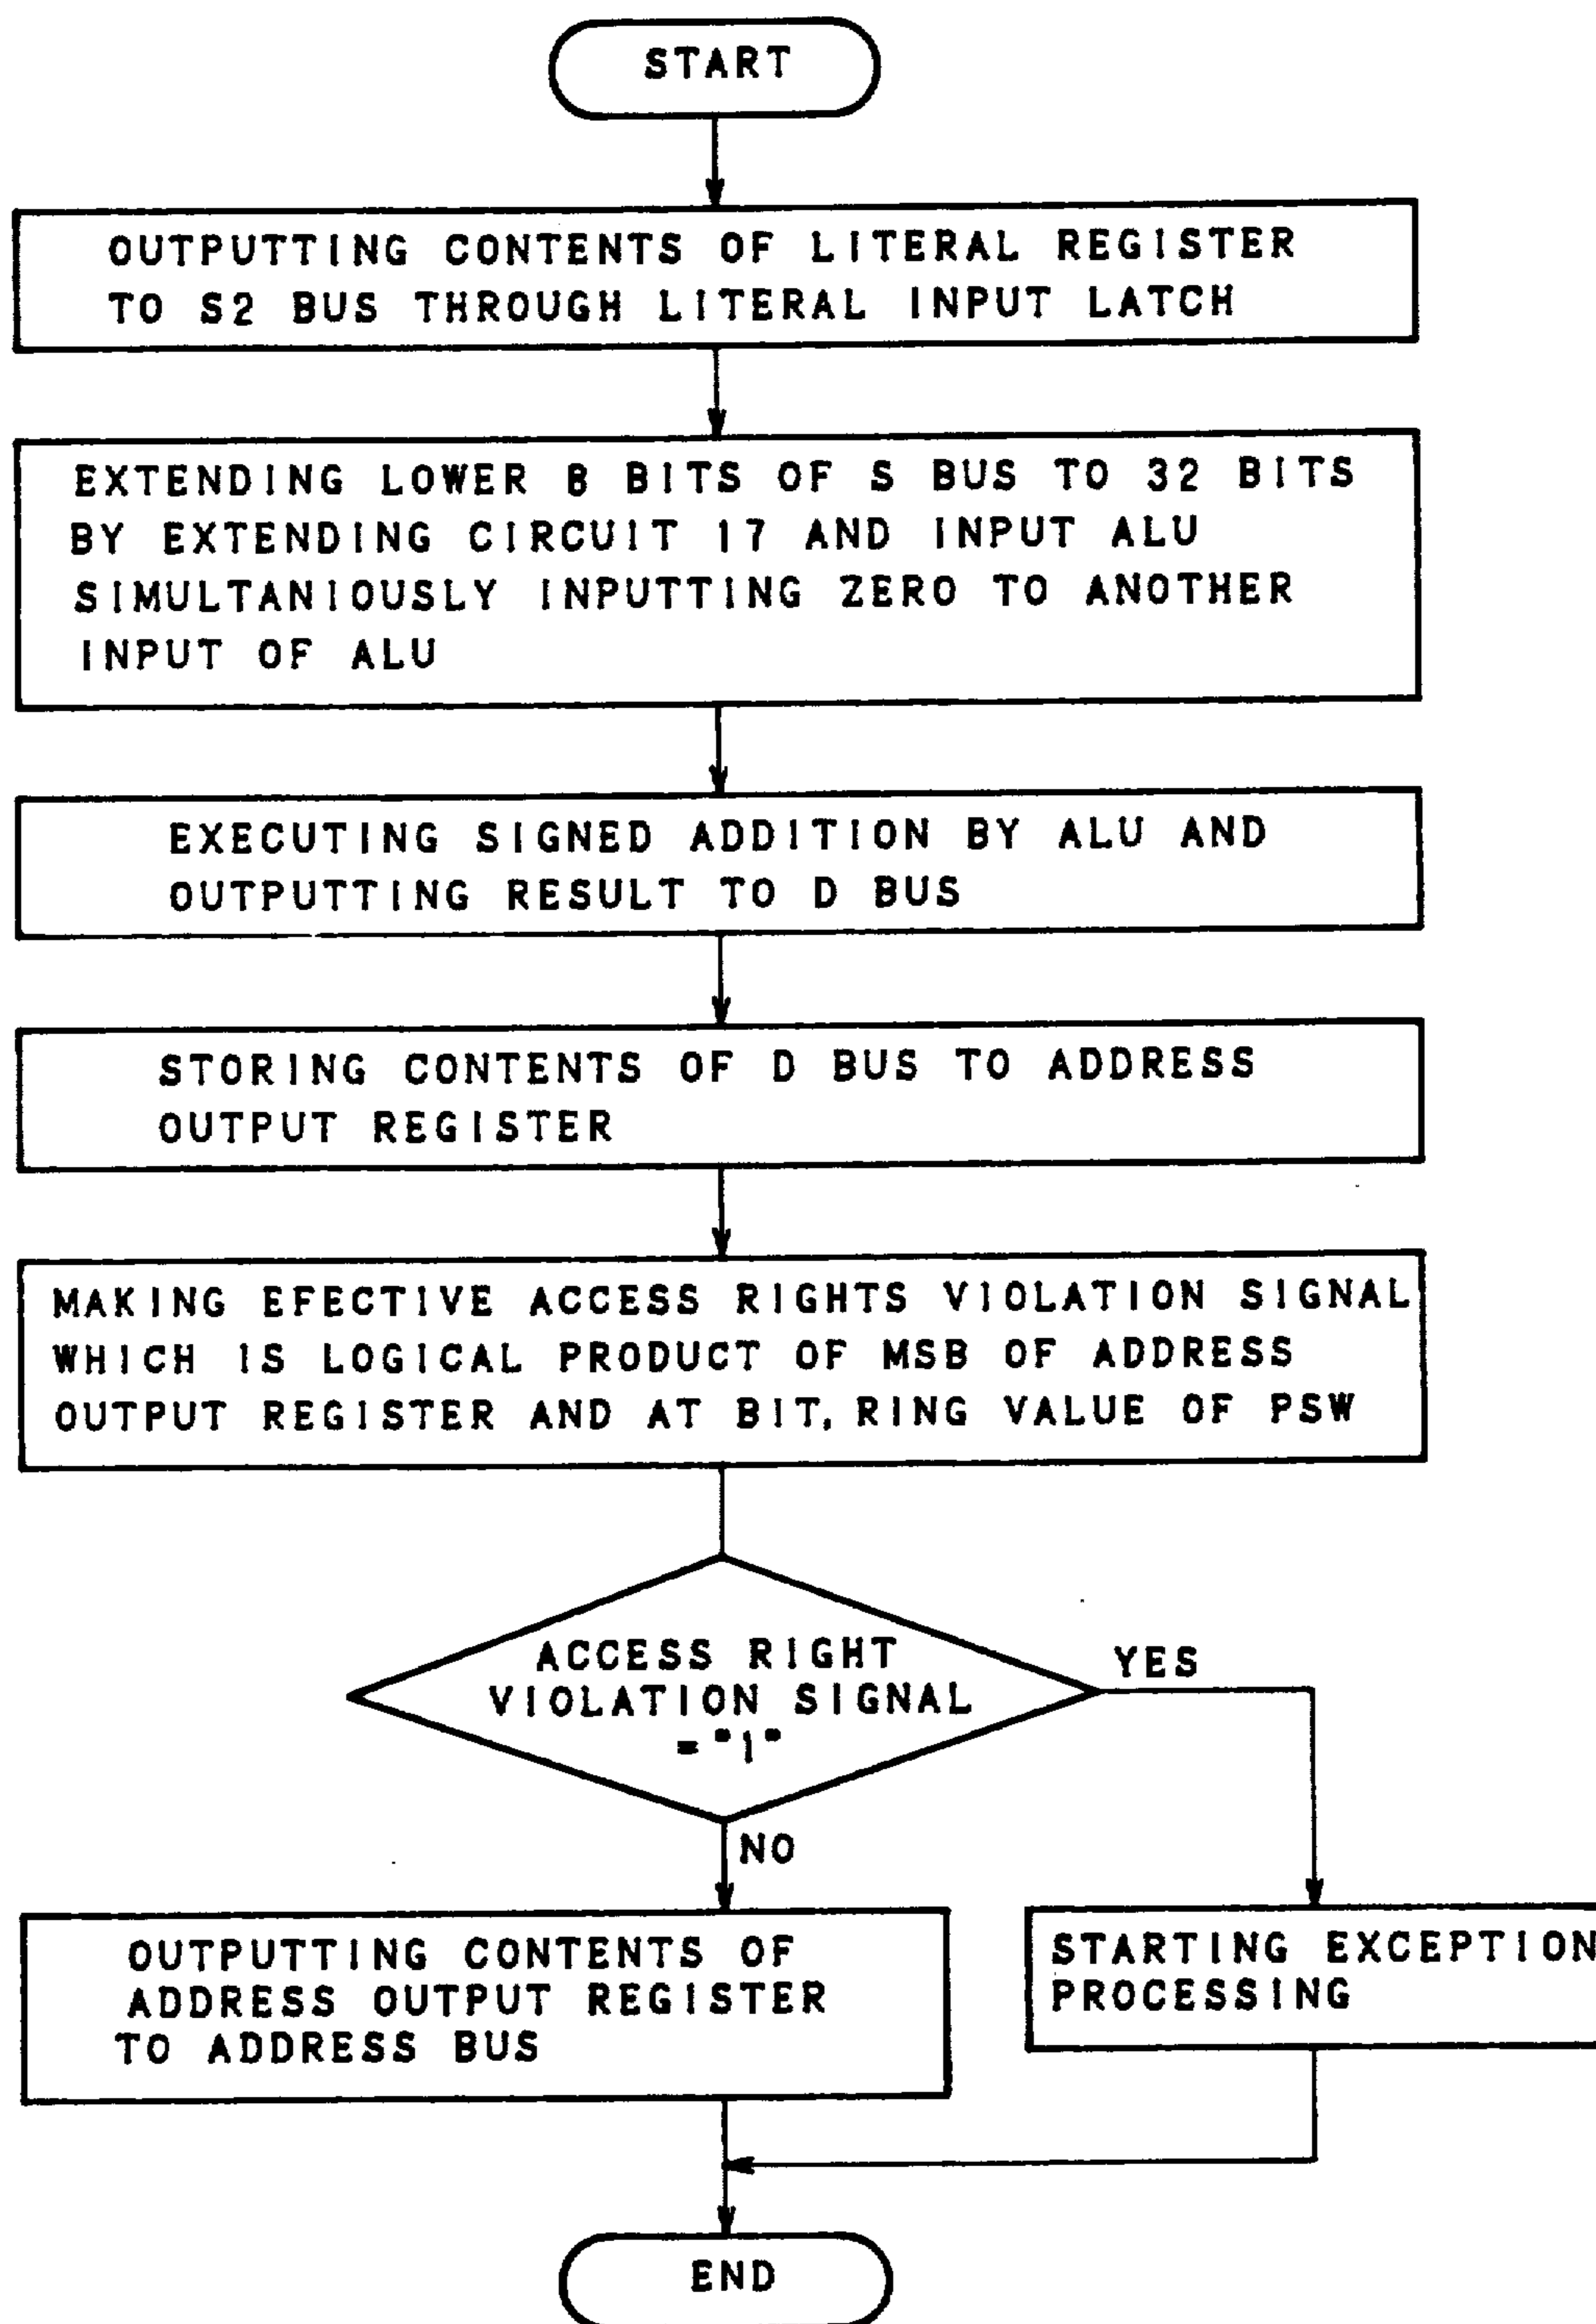 START
OUTPUTTING CONTENTS OF LITERAL REGISTER
TO S2 BUS THROUGH LITERAL INPUT LATCH
EXTENDING LOWER 8 BITS OF S BUS TO 32 BITS
BY EXTENDING CIRCUIT 17 AND INPUT ALU
SIMULTANIOUSLY INPUTTING ZERO TO ANOTHER
INPUT OF ALU
EXECUTING SIGNED ADDITION BY ALU AND
OUTPUTTING RESULT TO D BUS
STORING CONTENTS OF D BUS TO ADDRESS
OUTPUT REGISTER
MAKING EFECTIVE ACCESS RIGHTS VIOLATION SIGNAL
WHICH IS LOGICAL PRODUCT OF MSB OF ADDRESS
OUTPUT REGISTER AND AT BIT, RING VALUE OF PSW
ACCESS RIGHT
VIOLATION SIGNAL
="1"
YES
NO
OUTPUTTING CONTENTS OF
ADDRESS OUTPUT REGISTER
TO ADDRESS BUS
STARTING EXCEPTION
PROCESSING
END